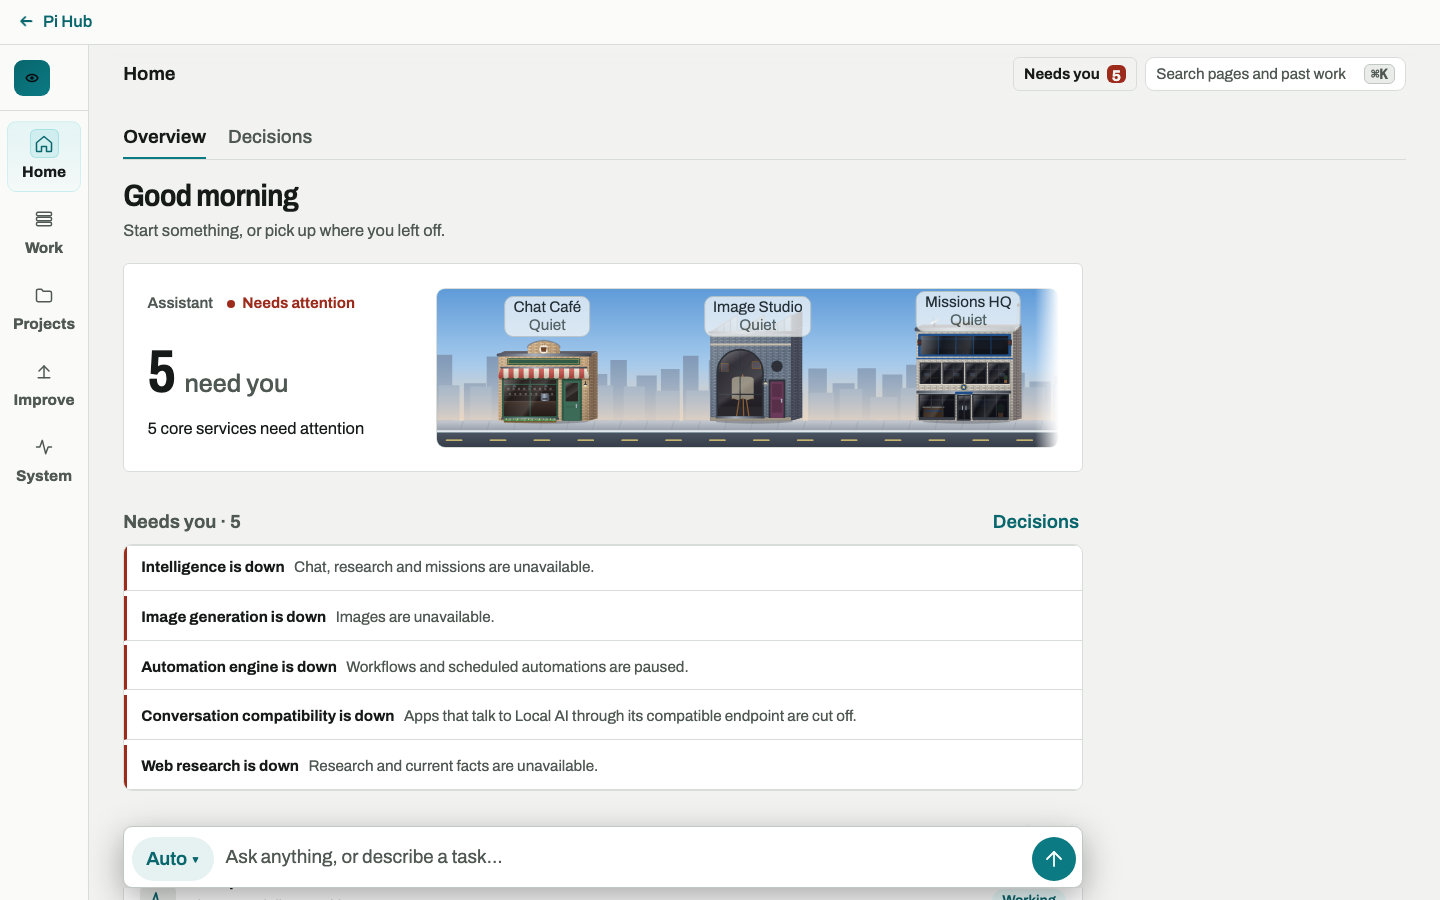 ← Pi Hub
Home
Needs you 5
Search pages and past work ⌘K
Home
Work
Projects
Improve
System
Overview Decisions
Good morning
Start something, or pick up where you left off.
Assistant Needs attention
5 need you
5 core services need attention
Chat Café
Quiet
Image Studio
Quiet
Missions HQ
Quiet
Needs you · 5 Decisions
Intelligence is down Chat, research and missions are unavailable.
Image generation is down Images are unavailable.
Automation engine is down Workflows and scheduled automations are paused.
Conversation compatibility is down Apps that talk to Local AI through its compatible endpoint are cut off.
Web research is down Research and current facts are unavailable.
Auto ▾ Ask anything, or describe a task...
Working